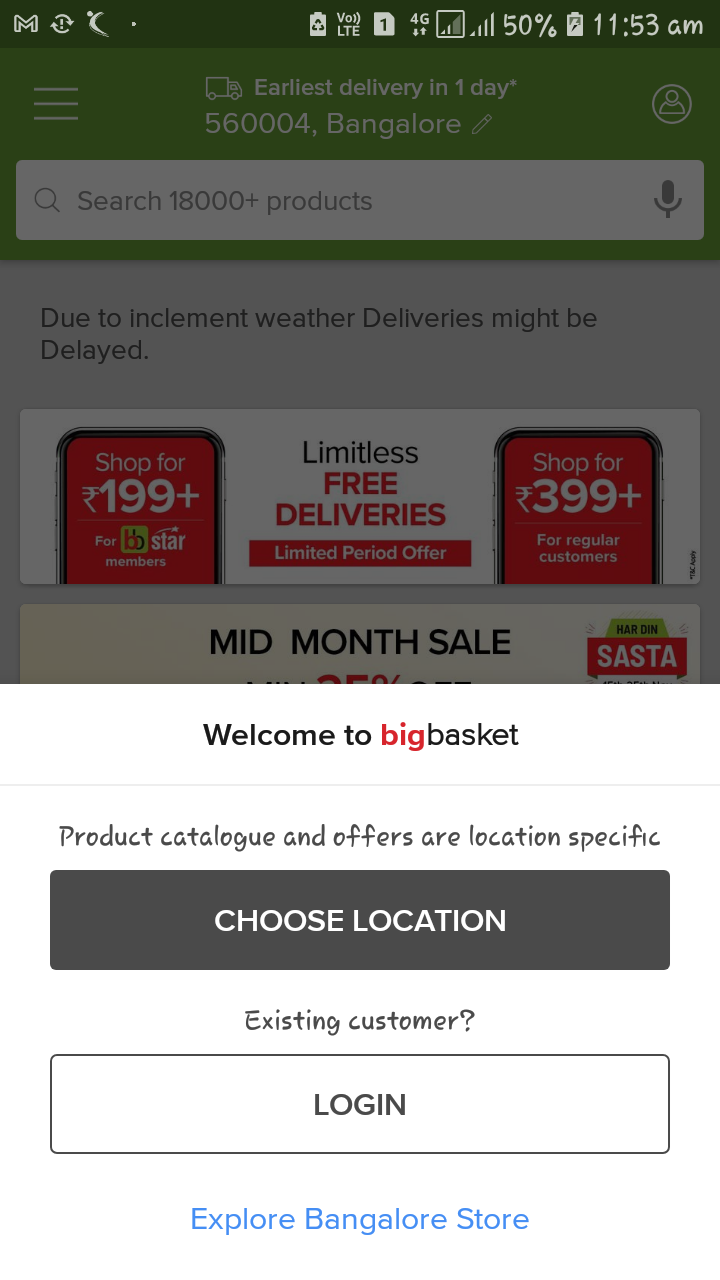 Vo))
LTE
1
4G
50%
11:53 am
Earliest delivery in 1 day*
560004, Bangalore
Search 18000+ products
Due to inclement weather Deliveries might be
Delayed.
Shop for
₹199+
For bb star
members
Limitless
FREE
DELIVERIES
Limited Period Offer
Shop for
₹399+
For regular
customers
*T&C Apply
MID MONTH SALE
HAR DIN
SASTA
Welcome to bigbasket
Product catalogue and offers are location specific
CHOOSE LOCATION
Existing customer?
LOGIN
Explore Bangalore Store